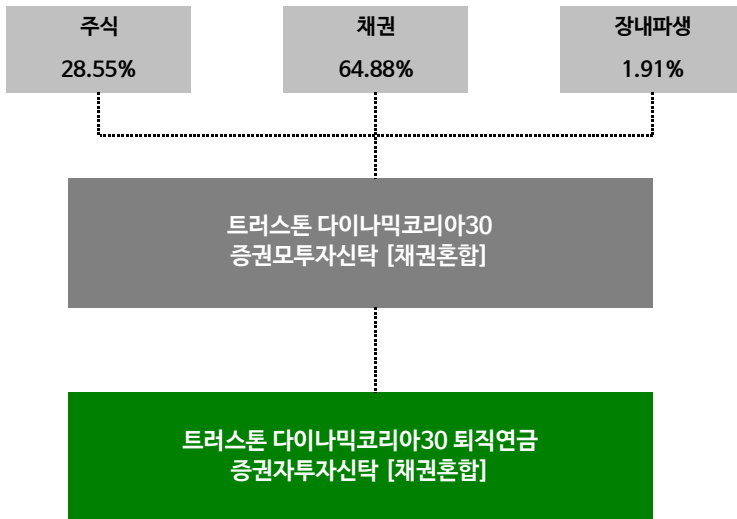 주식
28.55%
채권
64.88%
장내파생
1.91%
트러스톤 다이나믹코리아30
증권모투자신탁 [채권혼합]
트러스톤 다이나믹코리아30 퇴직연금
증권자투자신탁 [채권혼합]